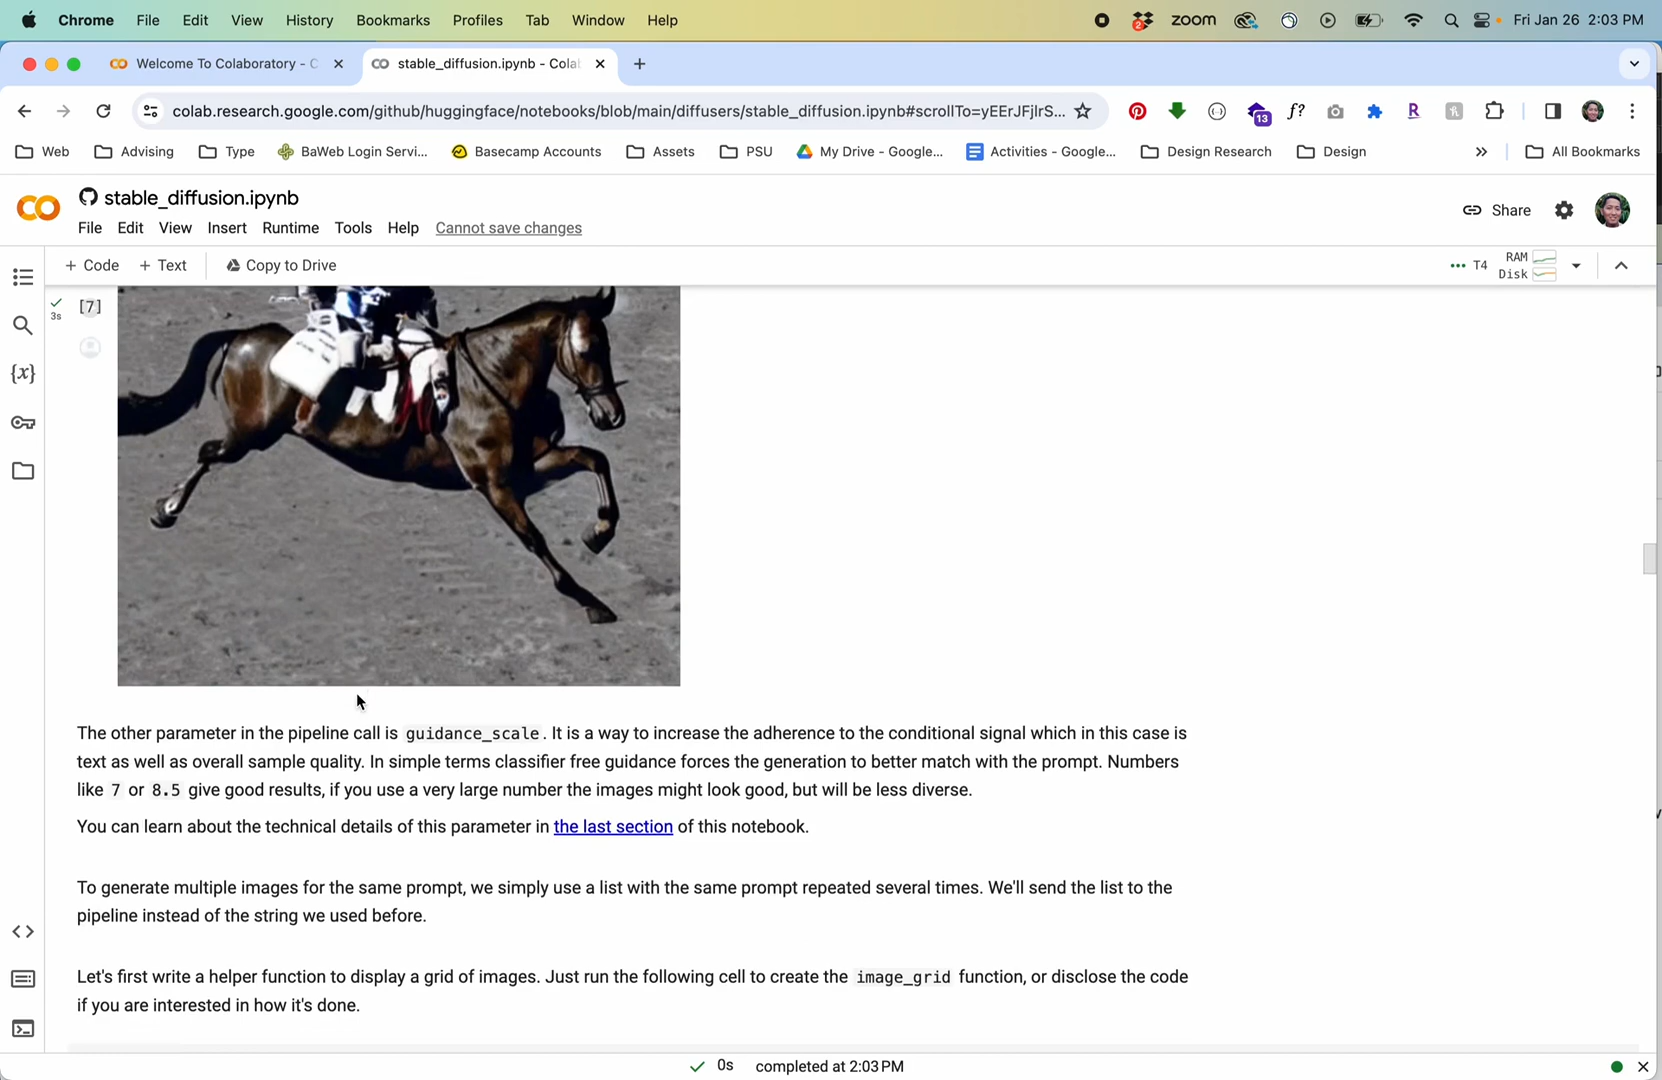 Chrome File Edit View History Bookmarks Profiles Tab Window Help 2 zoom Fri Jan 26 2:03 PM
Welcome To Colaboratory - C stable_diffusion.ipynb - Cola
colab.research.google.com/github/huggingface/notebooks/blob/main/diffusers/stable_diffusion.ipynb#scrollTo=yEErJFjlrS... f? 13 R
Web Advising Type BaWeb Login Servi... Basecamp Accounts Assets PSU My Drive - Google... Activities - Google... Design Research Design » All Bookmarks
stable_diffusion.ipynb
Share
File Edit View Insert Runtime Tools Help Cannot save changes
+ Code + Text Copy to Drive T4 RAM
Disk
[7]
3s
{x}
The other parameter in the pipeline call is guidance_scale. It is a way to increase the adherence to the conditional signal which in this case is
text as well as overall sample quality. In simple terms classifier free guidance forces the generation to better match with the prompt. Numbers
like 7 or 8.5 give good results, if you use a very large number the images might look good, but will be less diverse.
You can learn about the technical details of this parameter in the last section of this notebook.
To generate multiple images for the same prompt, we simply use a list with the same prompt repeated several times. We'll send the list to the
pipeline instead of the string we used before.
Let's first write a helper function to display a grid of images. Just run the following cell to create the image_grid function, or disclose the code
if you are interested in how it's done.
0s completed at 2:03 PM